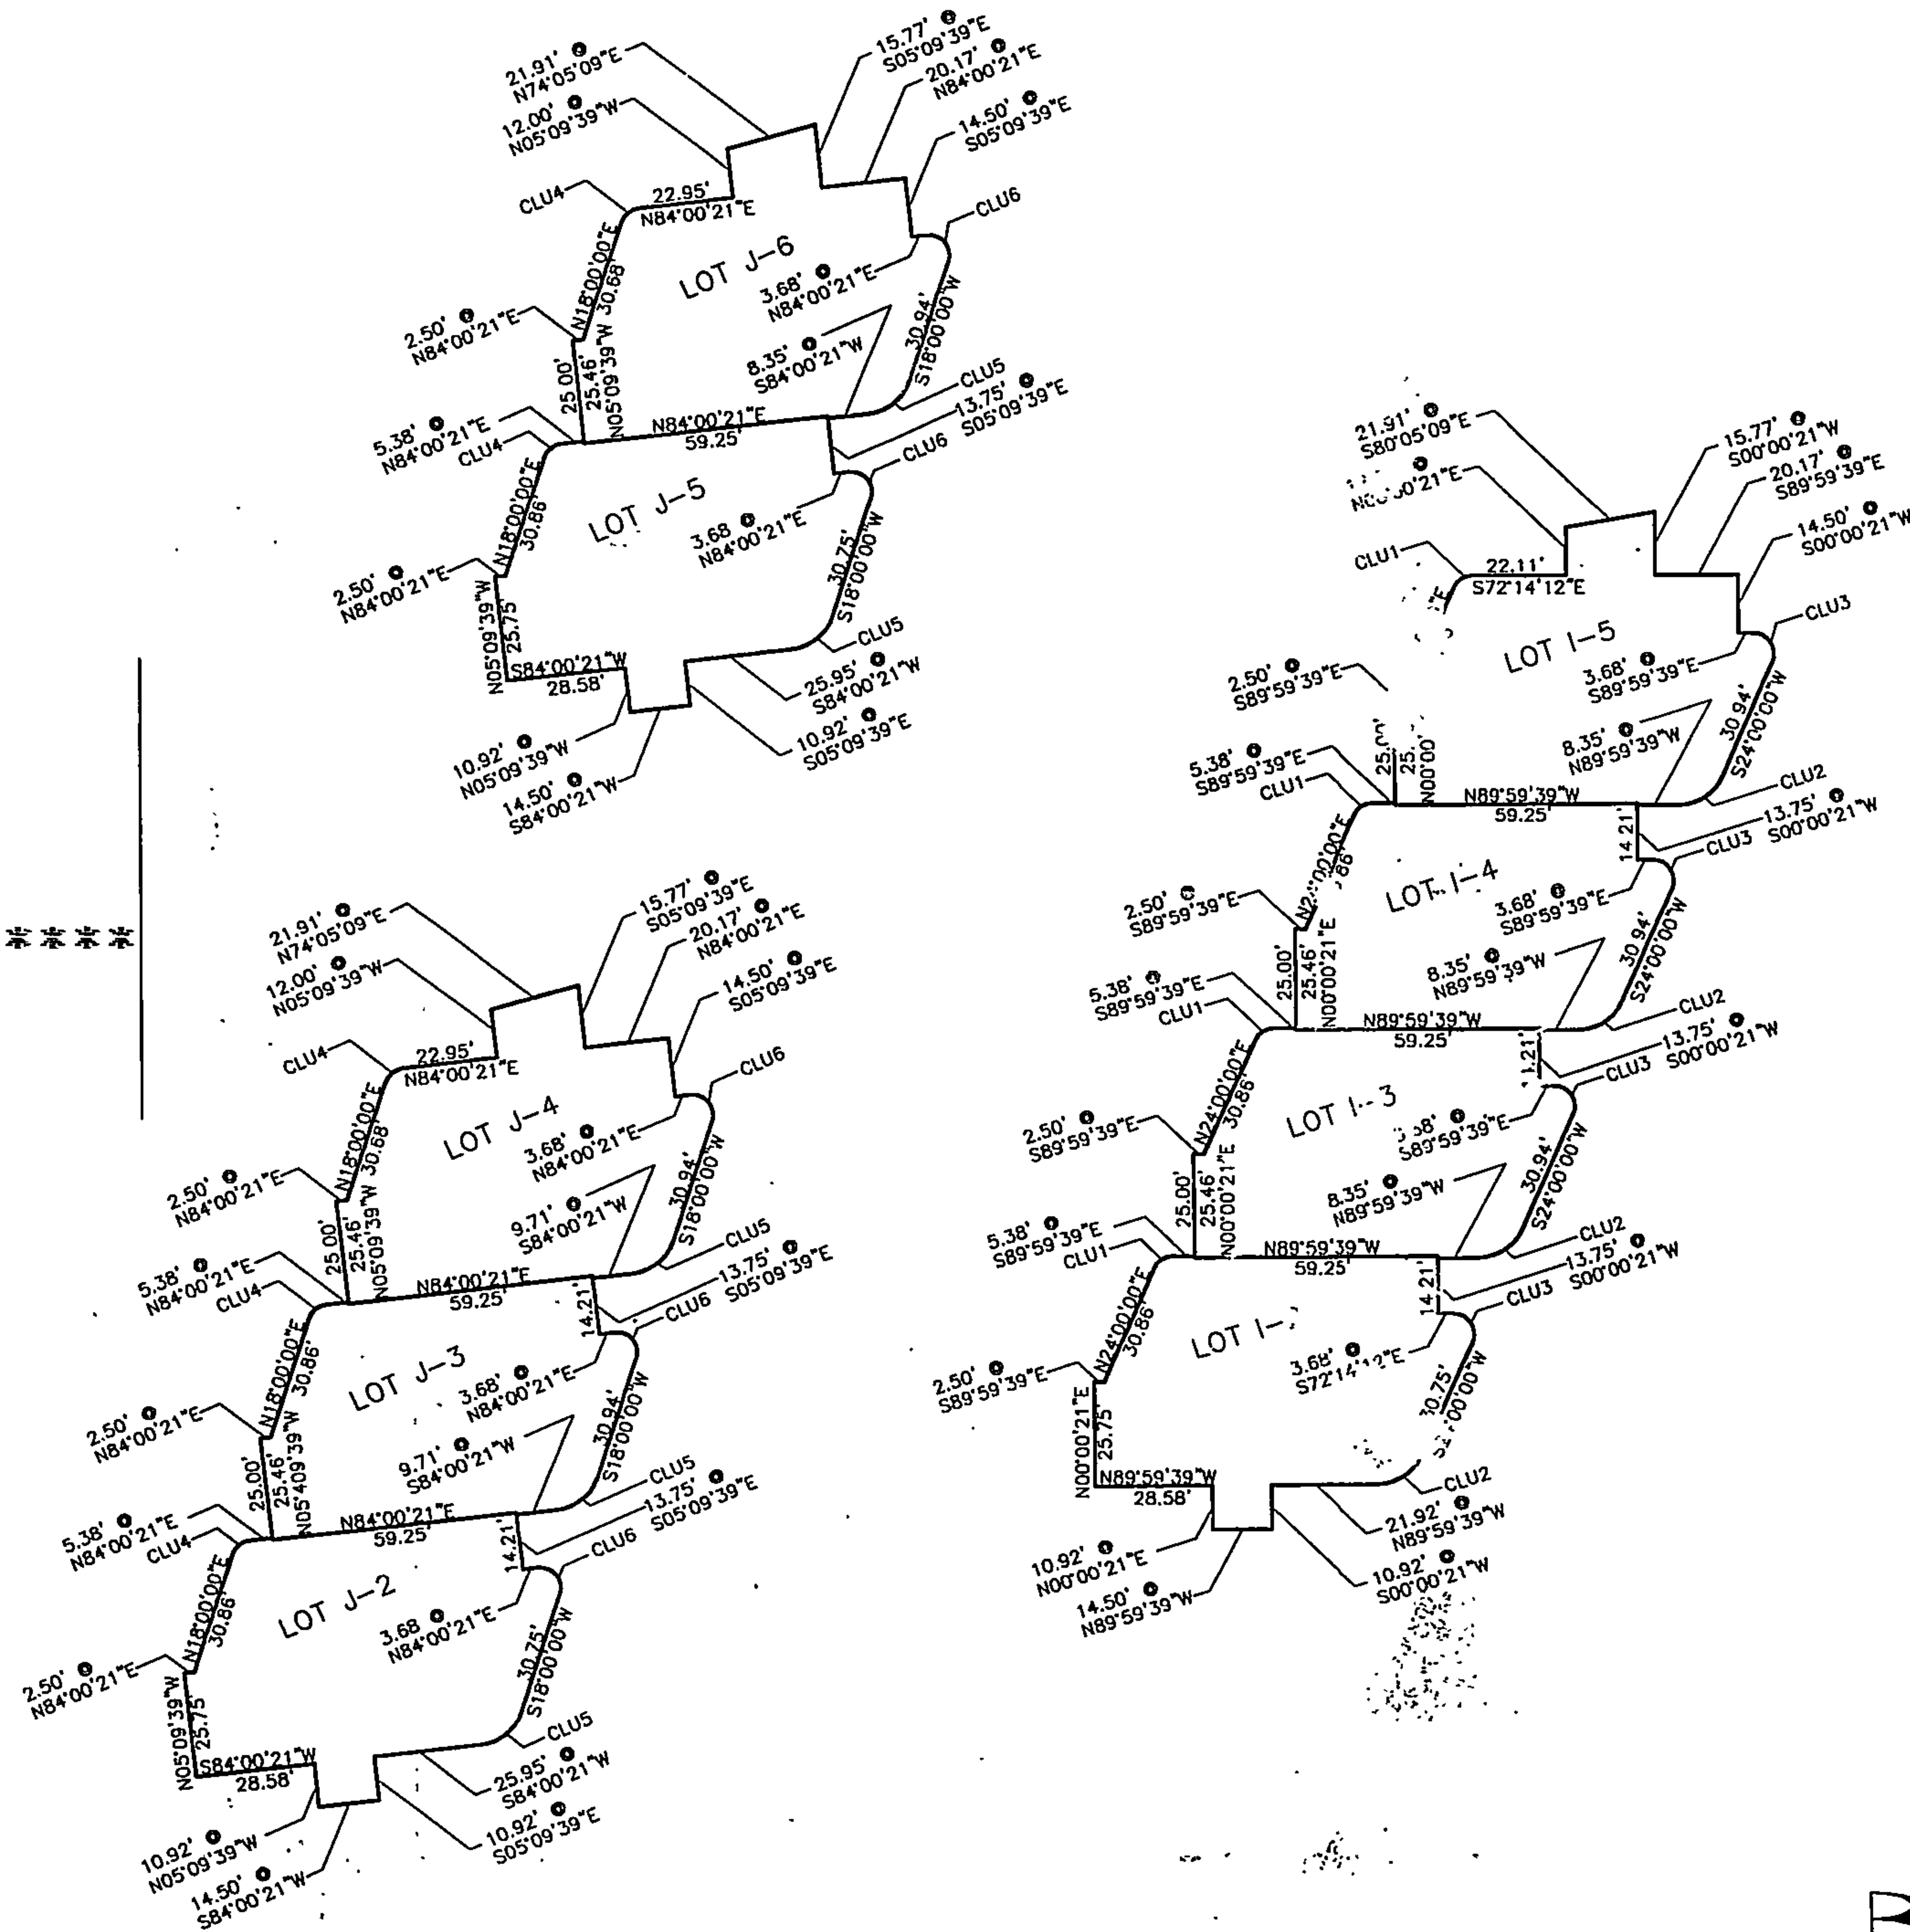 21.91' @
N74°05'09"E
12.00' @
N05°09'39"W
15.77' @
S05°09'39"E
20.17' @
N84°00'21"E
14.50' @
S05°09'39"E
CLU4
22.95'
N84°00'21"E
CLU6
LOT J-6
N18°00'00"E
30.68'
3.68' @
N84°00'21"E
2.50' @
N84°00'21"E
30.94'
S18°00'00"W
8.35' @
S84°00'21"W
25.00'
25.46'
N05°09'39"W
CLU5
13.75' @
S05°09'39"E
5.38' @
N84°00'21"E
CLU4
N84°00'21"E
59.25'
CLU6
LOT J-5
N18°00'00"E
30.86'
3.68 @
N84°00'21"E
2.50' @
N84°00'21"E
30.75'
S18°00'00"W
N05°09'39"W
25.75'
S84°00'21"W
28.58'
CLU5
25.95' @
S84°00'21"W
10.92' @
S05°09'39"E
10.92' @
N05°09'39"W
14.50' @
S84°00'21"W
21.91' @
N74°05'09"E
12.00' @
N05°09'39"W
15.77' @
S05°09'39"E
20.17' @
N84°00'21"E
14.50' @
S05°09'39"E
CLU4
22.95'
N84°00'21"E
CLU6
LOT J-4
N18°00'00"E
30.68'
3.68' @
N84°00'21"E
2.50' @
N84°00'21"E
30.94'
S18°00'00"W
9.71' @
S84°00'21"W
25.00'
25.46'
N05°09'39"W
CLU5
13.75' @
S05°09'39"E
5.38' @
N84°00'21"E
CLU4
N84°00'21"E
59.25'
14.21'
CLU6
LOT J-3
N18°00'00"E
30.86'
3.68' @
N84°00'21"E
2.50' @
N84°00'21"E
30.94'
S18°00'00"W
9.71' @
S84°00'21"W
25.00'
25.46'
N05°409'39"W
CLU5
13.75' @
S05°09'39"E
5.38' @
N84°00'21"E
CLU4
N84°00'21"E
59.25'
14.21'
CLU6
LOT J-2
N18°00'00"E
30.86'
3.68 @
N84°00'21"E
2.50' @
N84°00'21"E
30.75'
S18°00'00"W
N05°09'39"W
25.75'
S84°00'21"W
28.58'
CLU5
25.95' @
S84°00'21"W
10.92' @
S05°09'39"E
10.92' @
N05°09'39"W
14.50' @
S84°00'21"W
21.91' @
S80°05'09"E
15.77' @
S00°00'21"W
20.17' @
S89°59'39"E
14.50' @
S00°00'21"W
CLU1
22.11'
S72°14'12"E
CLU3
LOT I-5
3.68' @
S89°59'39"E
2.50' @
S89°59'39"E
30.94'
S24°00'00"W
8.35' @
N89°59'39"W
CLU2
13.75' @
S00°00'21"W
5.38' @
S89°59'39"E
CLU1
N89°59'39"W
59.25'
14.21'
CLU3
LOT I-4
3.68' @
S89°59'39"E
2.50' @
S89°59'39"E
30.94'
S24°00'00"W
8.35' @
N89°59'39"W
25.00'
25.46'
N00°00'21"E
CLU2
13.75' @
S00°00'21"W
5.38' @
S89°59'39"E
CLU1
N89°59'39"W
59.25'
CLU3
LOT I-3
N24°00'00"E
30.86'
S89°59'39"E
2.50' @
S89°59'39"E
30.94'
S24°00'00"W
8.35' @
N89°59'39"W
25.00'
25.46'
N00°00'21"E
CLU2
13.75' @
S00°00'21"W
5.38' @
S89°59'39"E
CLU1
N89°59'39"W
59.25'
14.21'
CLU3
LOT
N24°00'00"E
30.86'
3.68' @
S72°14'12"E
2.50' @
S89°59'39"E
30.75'
N00°00'21"E
25.75'
N89°59'39"W
28.58'
CLU2
21.92' @
N89°59'39"W
10.92' @
S00°00'21"W
10.92' @
N00°00'21"E
14.50' @
N89°59'39"W